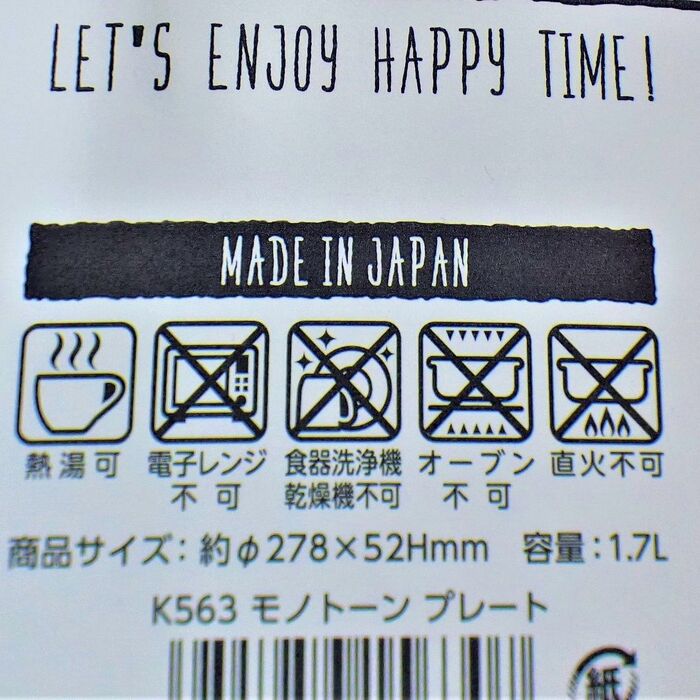 LET'S ENJOY HAPPY TIME!
MADE IN JAPAN
熱湯可
電子レンジ
不可
食器洗浄機
乾燥機不可
オーブン
不可
直火不可
商品サイズ：約φ278×52Hmm 容量：1.7L
K563 モノトーン プレート
紙